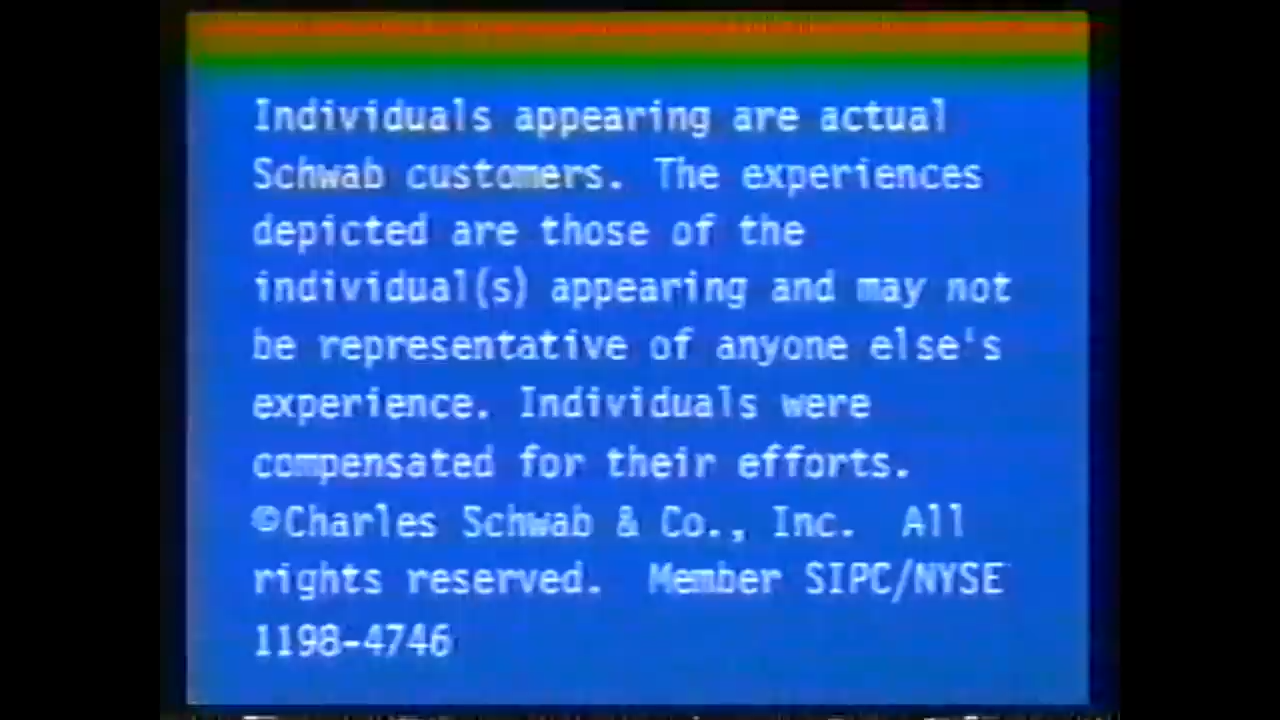 Individuals appearing are actual
Schwab customers. The experiences
depicted are those of the
individual(s) appearing and may not
be representative of anyone else's
experience. Individuals were
compensated for their efforts.
©Charles Schwab & Co., Inc. All
rights reserved. Member SIPC/NYSE
1198-4746